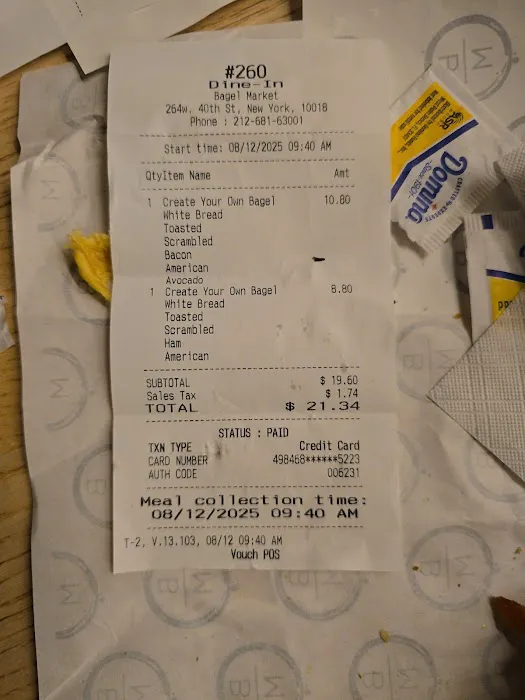 #260
Dine-In
Bagel Market
264w, 40th St, New York, 10018
Phone : 212-681-63001
Start time: 08/12/2025 09:40 AM
QtyItem Name Amt
1 Create Your Own Bagel 10.80
White Bread
Toasted
Scrambled
Bacon
American
Avocado
1 Create Your Own Bagel 8.80
White Bread
Toasted
Scrambled
Ham
American
SUBTOTAL $ 19.60
Sales Tax $ 1.74
TOTAL $ 21.34
STATUS : PAID
TXN TYPE Credit Card
CARD NUMBER 498468******5223
AUTH CODE 006231
Meal collection time:
08/12/2025 09:40 AM
T-2, V.13.103, 08/12 09:40 AM
Vouch POS
Domino
ASR
W
B